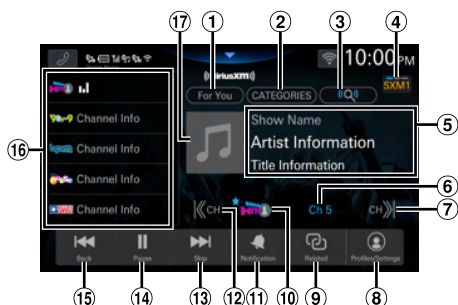 17
1
2
3
4
10:00PM
((SiriusXM))
SXM1
For You
CATEGORIES
Channel Info
Channel Info
Channel Info
Channel Info
16
Show Name
Artist Information
Title Information
5
6
CH
Hits1
Ch 5
CH
7
Back
Pause
Skip
Notification
Related
Profiles/Settings
15
14
13
12
11
10
9
8